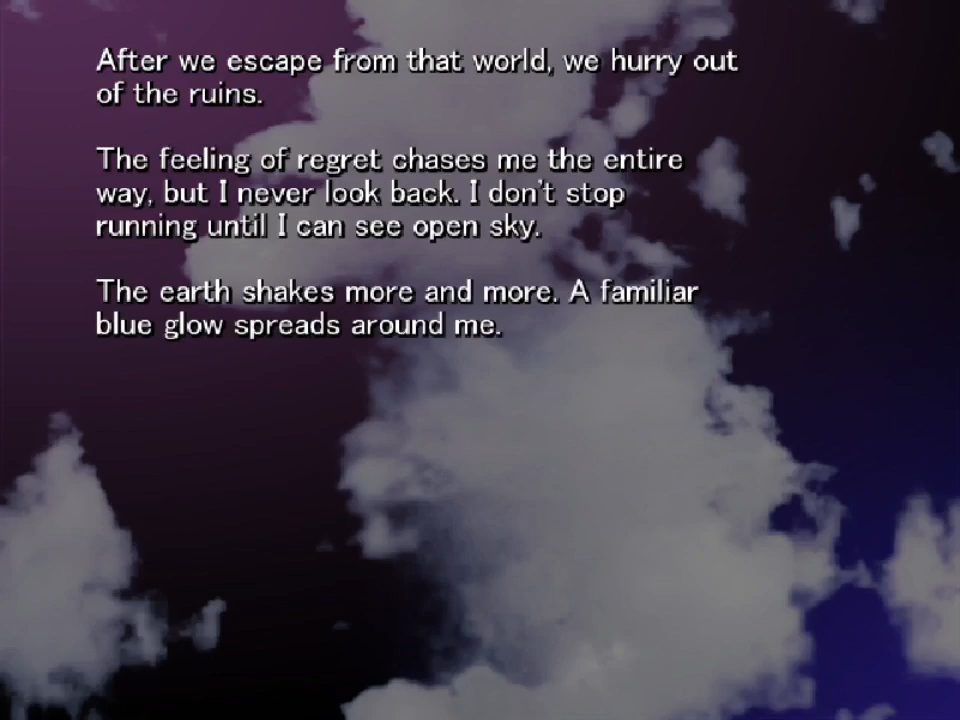 After we escape from that world, we hurry out
of the ruins.
The feeling of regret chases me the entire
way, but I never look back. I don't stop
running until I can see open sky.
The earth shakes more and more. A familiar
blue glow spreads around me.